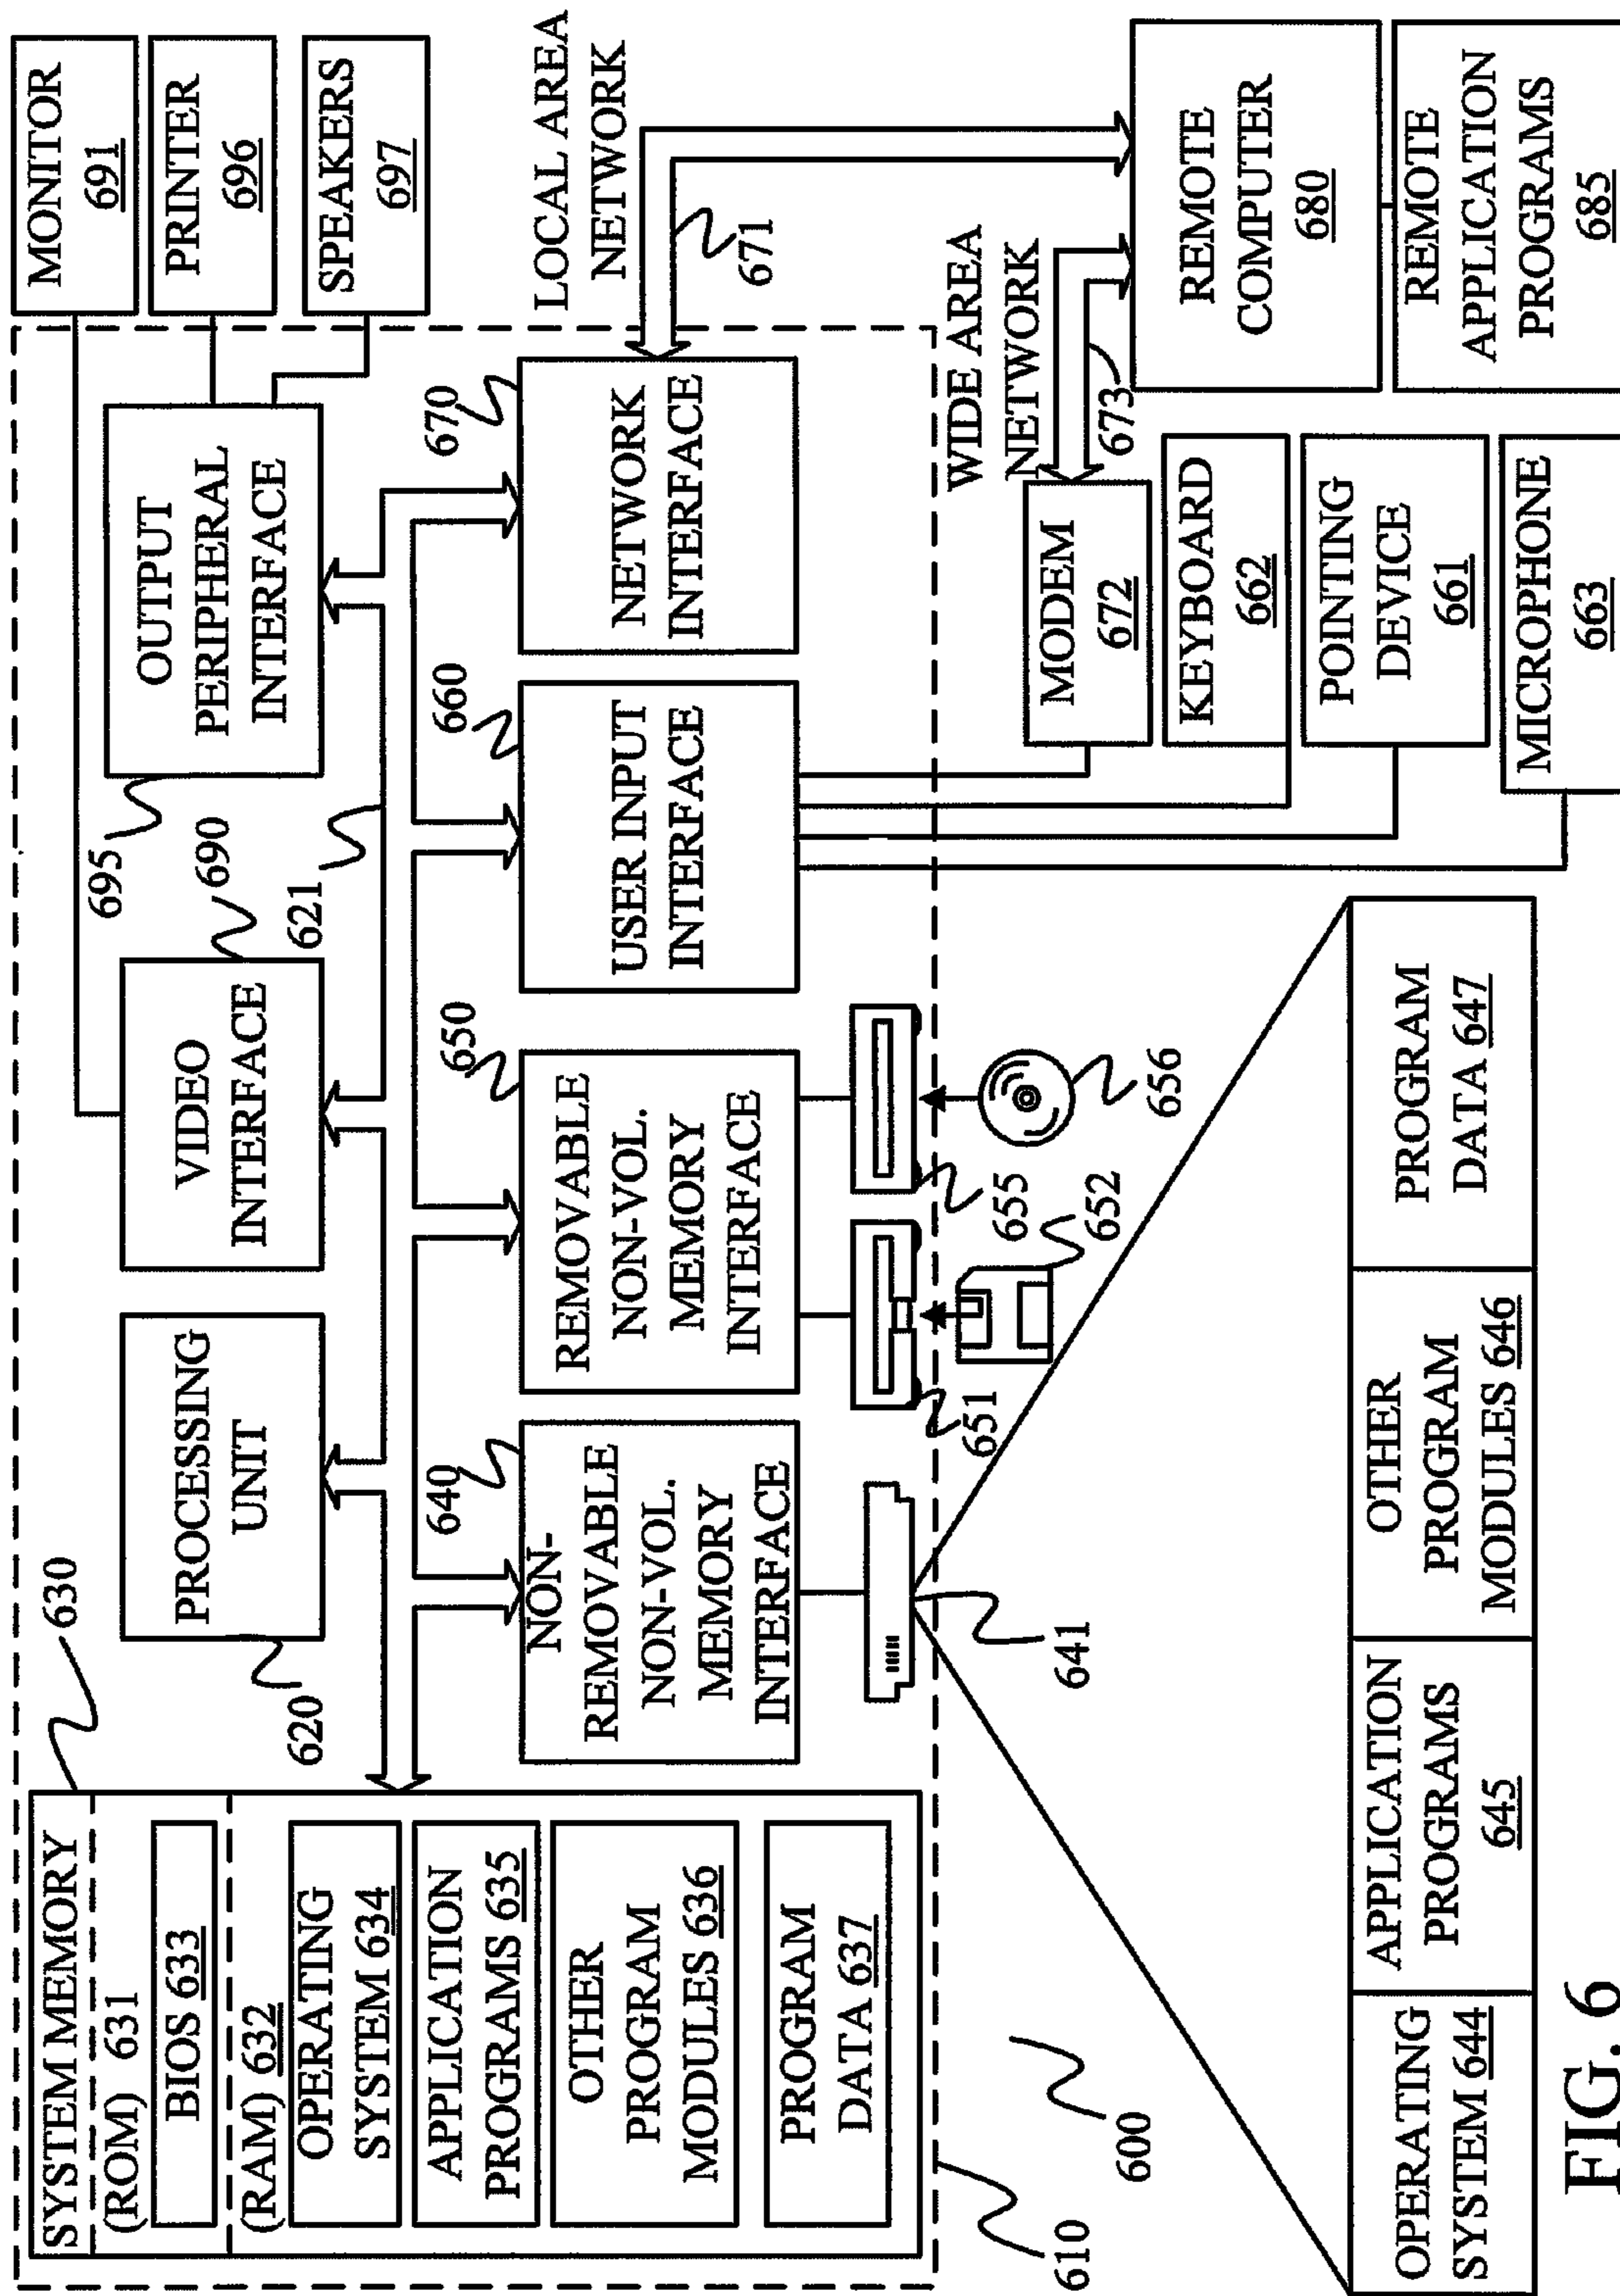 SYSTEM MEMORY
(ROM) 631
BIOS 633
(RAM) 632
OPERATING
SYSTEM 634
APPLICATION
PROGRAMS 635
OTHER
PROGRAM
MODULES 636
PROGRAM
DATA 637
630
620
PROCESSING
UNIT
VIDEO
INTERFACE
690
621
695
OUTPUT
PERIPHERAL
INTERFACE
MONITOR
691
PRINTER
696
SPEAKERS
697
640
NON-
REMOVABLE
NON-VOL.
MEMORY
INTERFACE
650
REMOVABLE
NON-VOL.
MEMORY
INTERFACE
660
USER INPUT
INTERFACE
670
NETWORK
INTERFACE
LOCAL AREA
NETWORK
671
WIDE AREA
NETWORK
673
610
600
641
651
652
655
656
MODEM
672
KEYBOARD
662
POINTING
DEVICE
661
MICROPHONE
663
REMOTE
COMPUTER
680
REMOTE
APPLICATION
PROGRAMS
685
OPERATING
SYSTEM 644
APPLICATION
PROGRAMS
645
OTHER
PROGRAM
MODULES 646
PROGRAM
DATA 647
FIG. 6